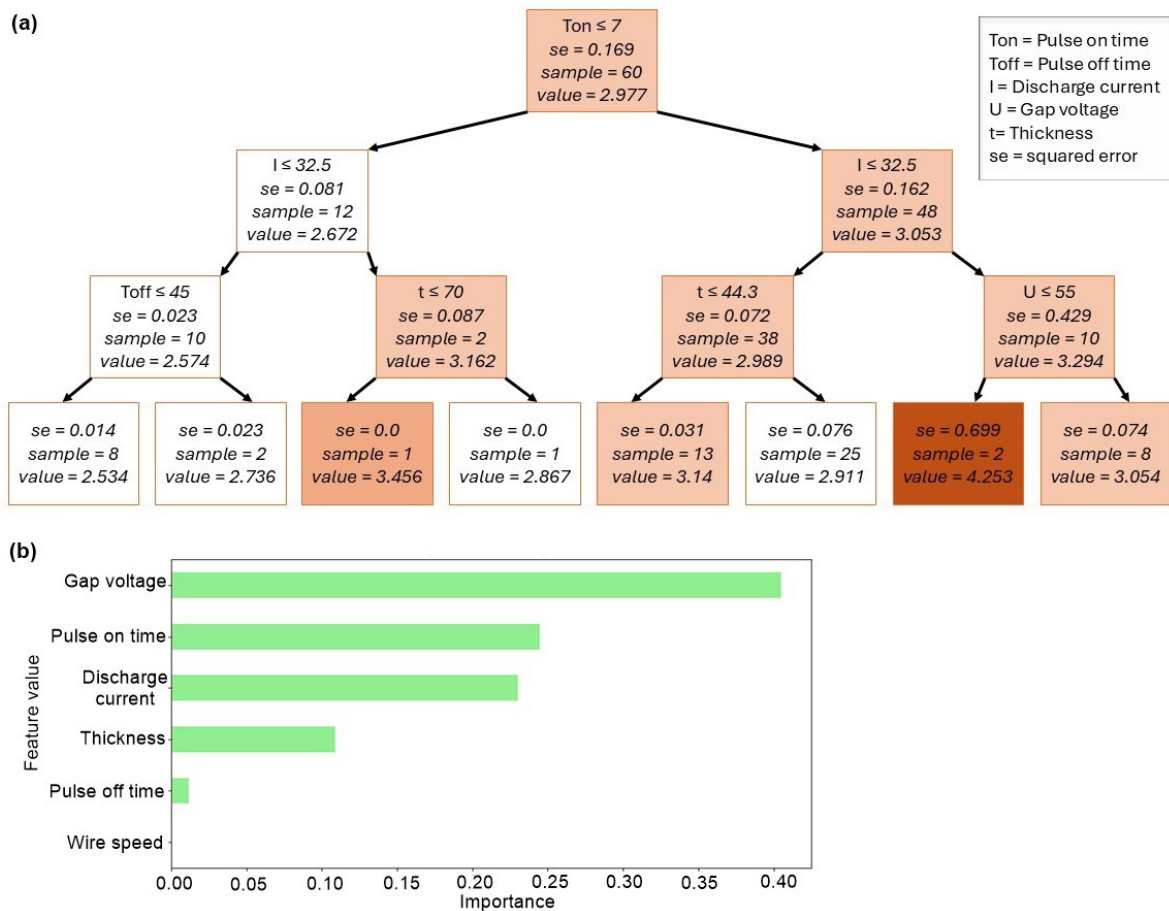 (a)
Ton ≤ 7
se = 0.169
sample = 60
value = 2.977
Ton = Pulse on time
Toff = Pulse off time
I = Discharge current
U = Gap voltage
t= Thickness
se = squared error
I ≤ 32.5
se = 0.081
sample = 12
value = 2.672
I ≤ 32.5
se = 0.162
sample = 48
value = 3.053
Toff ≤ 45
se = 0.023
sample = 10
value = 2.574
t ≤ 70
se = 0.087
sample = 2
value = 3.162
t ≤ 44.3
se = 0.072
sample = 38
value = 2.989
U ≤ 55
se = 0.429
sample = 10
value = 3.294
se = 0.014
sample = 8
value = 2.534
se = 0.023
sample = 2
value = 2.736
se = 0.0
sample = 1
value = 3.456
se = 0.0
sample = 1
value = 2.867
se = 0.031
sample = 13
value = 3.14
se = 0.076
sample = 25
value = 2.911
se = 0.699
sample = 2
value = 4.253
se = 0.074
sample = 8
value = 3.054
(b)
Feature value
Gap voltage
Pulse on time
Discharge
current
Thickness
Pulse off time
Wire speed
0.00 0.05 0.10 0.15 0.20 0.25 0.30 0.35 0.40
Importance